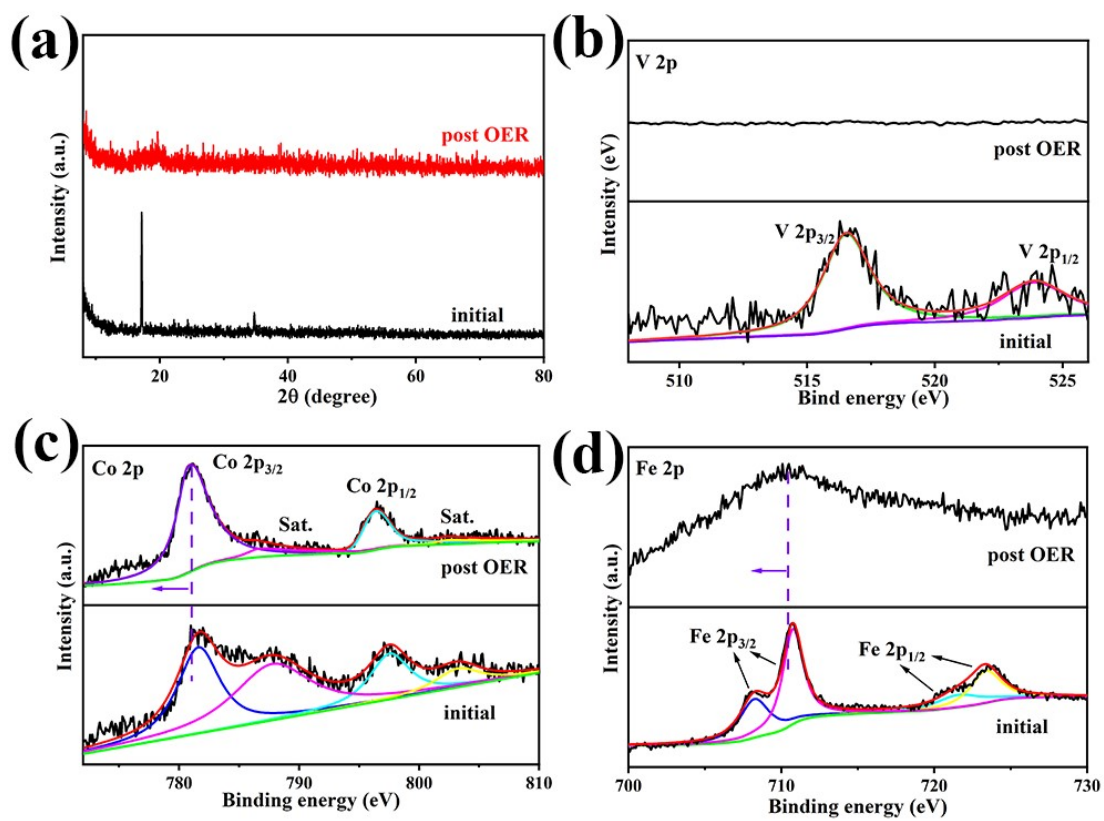 (a)
post OER
initial
Intensity (a.u.)
20
40
60
80
2θ (degree)
(b)
V 2p
post OER
V 2p3/2
V 2p1/2
initial
Intensity (eV)
510
515
520
525
Bind energy (eV)
(c)
Co 2p
Co 2p3/2
Co 2p1/2
Sat.
Sat.
post OER
initial
Intensity (a.u.)
780
790
800
810
Binding energy (eV)
(d)
Fe 2p
post OER
Fe 2p3/2
Fe 2p1/2
initial
Intensity (a.u.)
700
710
720
730
Binding energy (eV)